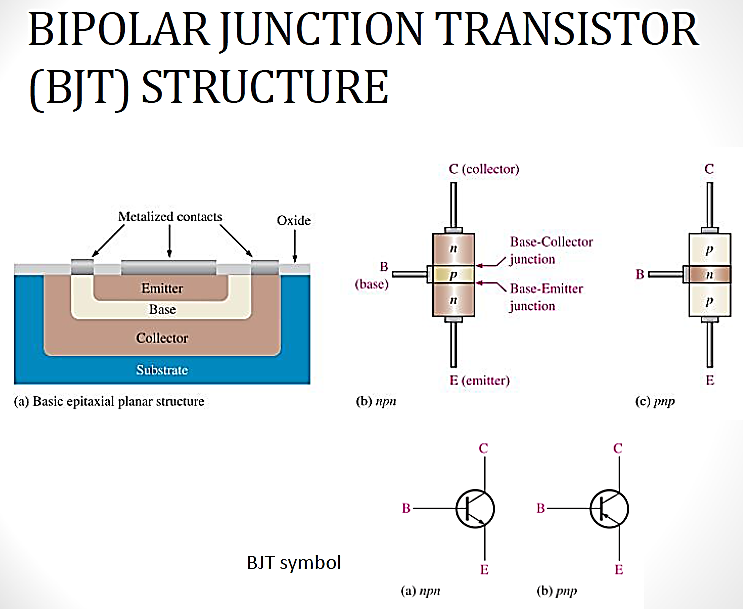 BIPOLAR JUNCTION TRANSISTOR
(BJT) STRUCTURE
Metalized contacts
Oxide
Emitter
Base
Collector
Substrate
(a) Basic epitaxial planar structure
C (collector)
n
p
n
B
(base)
Base-Collector
junction
Base-Emitter
junction
E (emitter)
(b) npn
C
p
n
p
B
E
(c) pnp
BJT symbol
C
B
E
(a) npn
C
B
E
(b) pnp